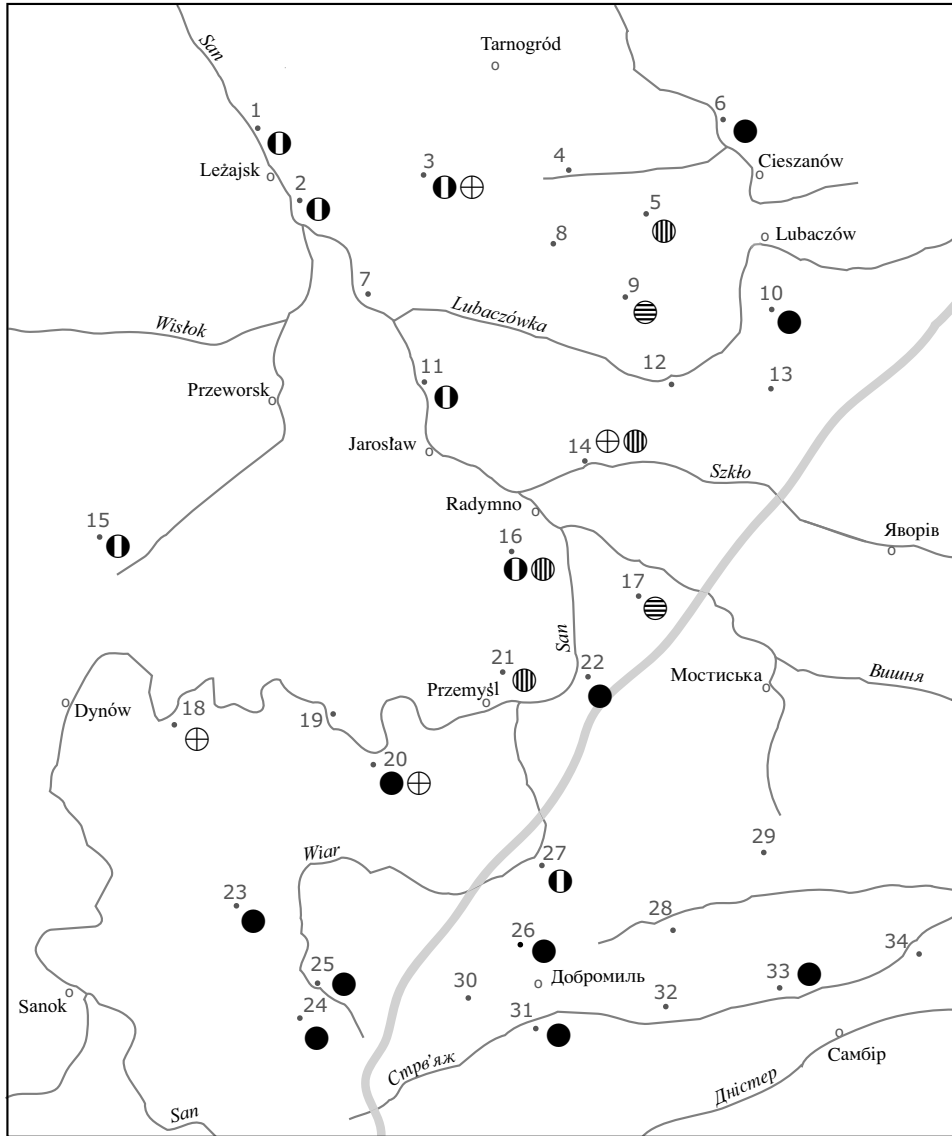 San
Tarnogród
1
6
Leżajsk
3
4
Cieszanów
2
5
8
Lubaczów
7
9
10
Wisłok
Lubaczówka
Przeworsk
11
12
13
Jarosław
14
Szkło
Radymno
15
16
Яворів
17
San
21
22
Przemyśl
Мостиська
Вишня
Dynów
18
19
20
Wiar
27
29
23
26
28
25
Добромиль
30
34
33
Sanok
24
31
32
Самбір
Стрв’яж
Дністер
San